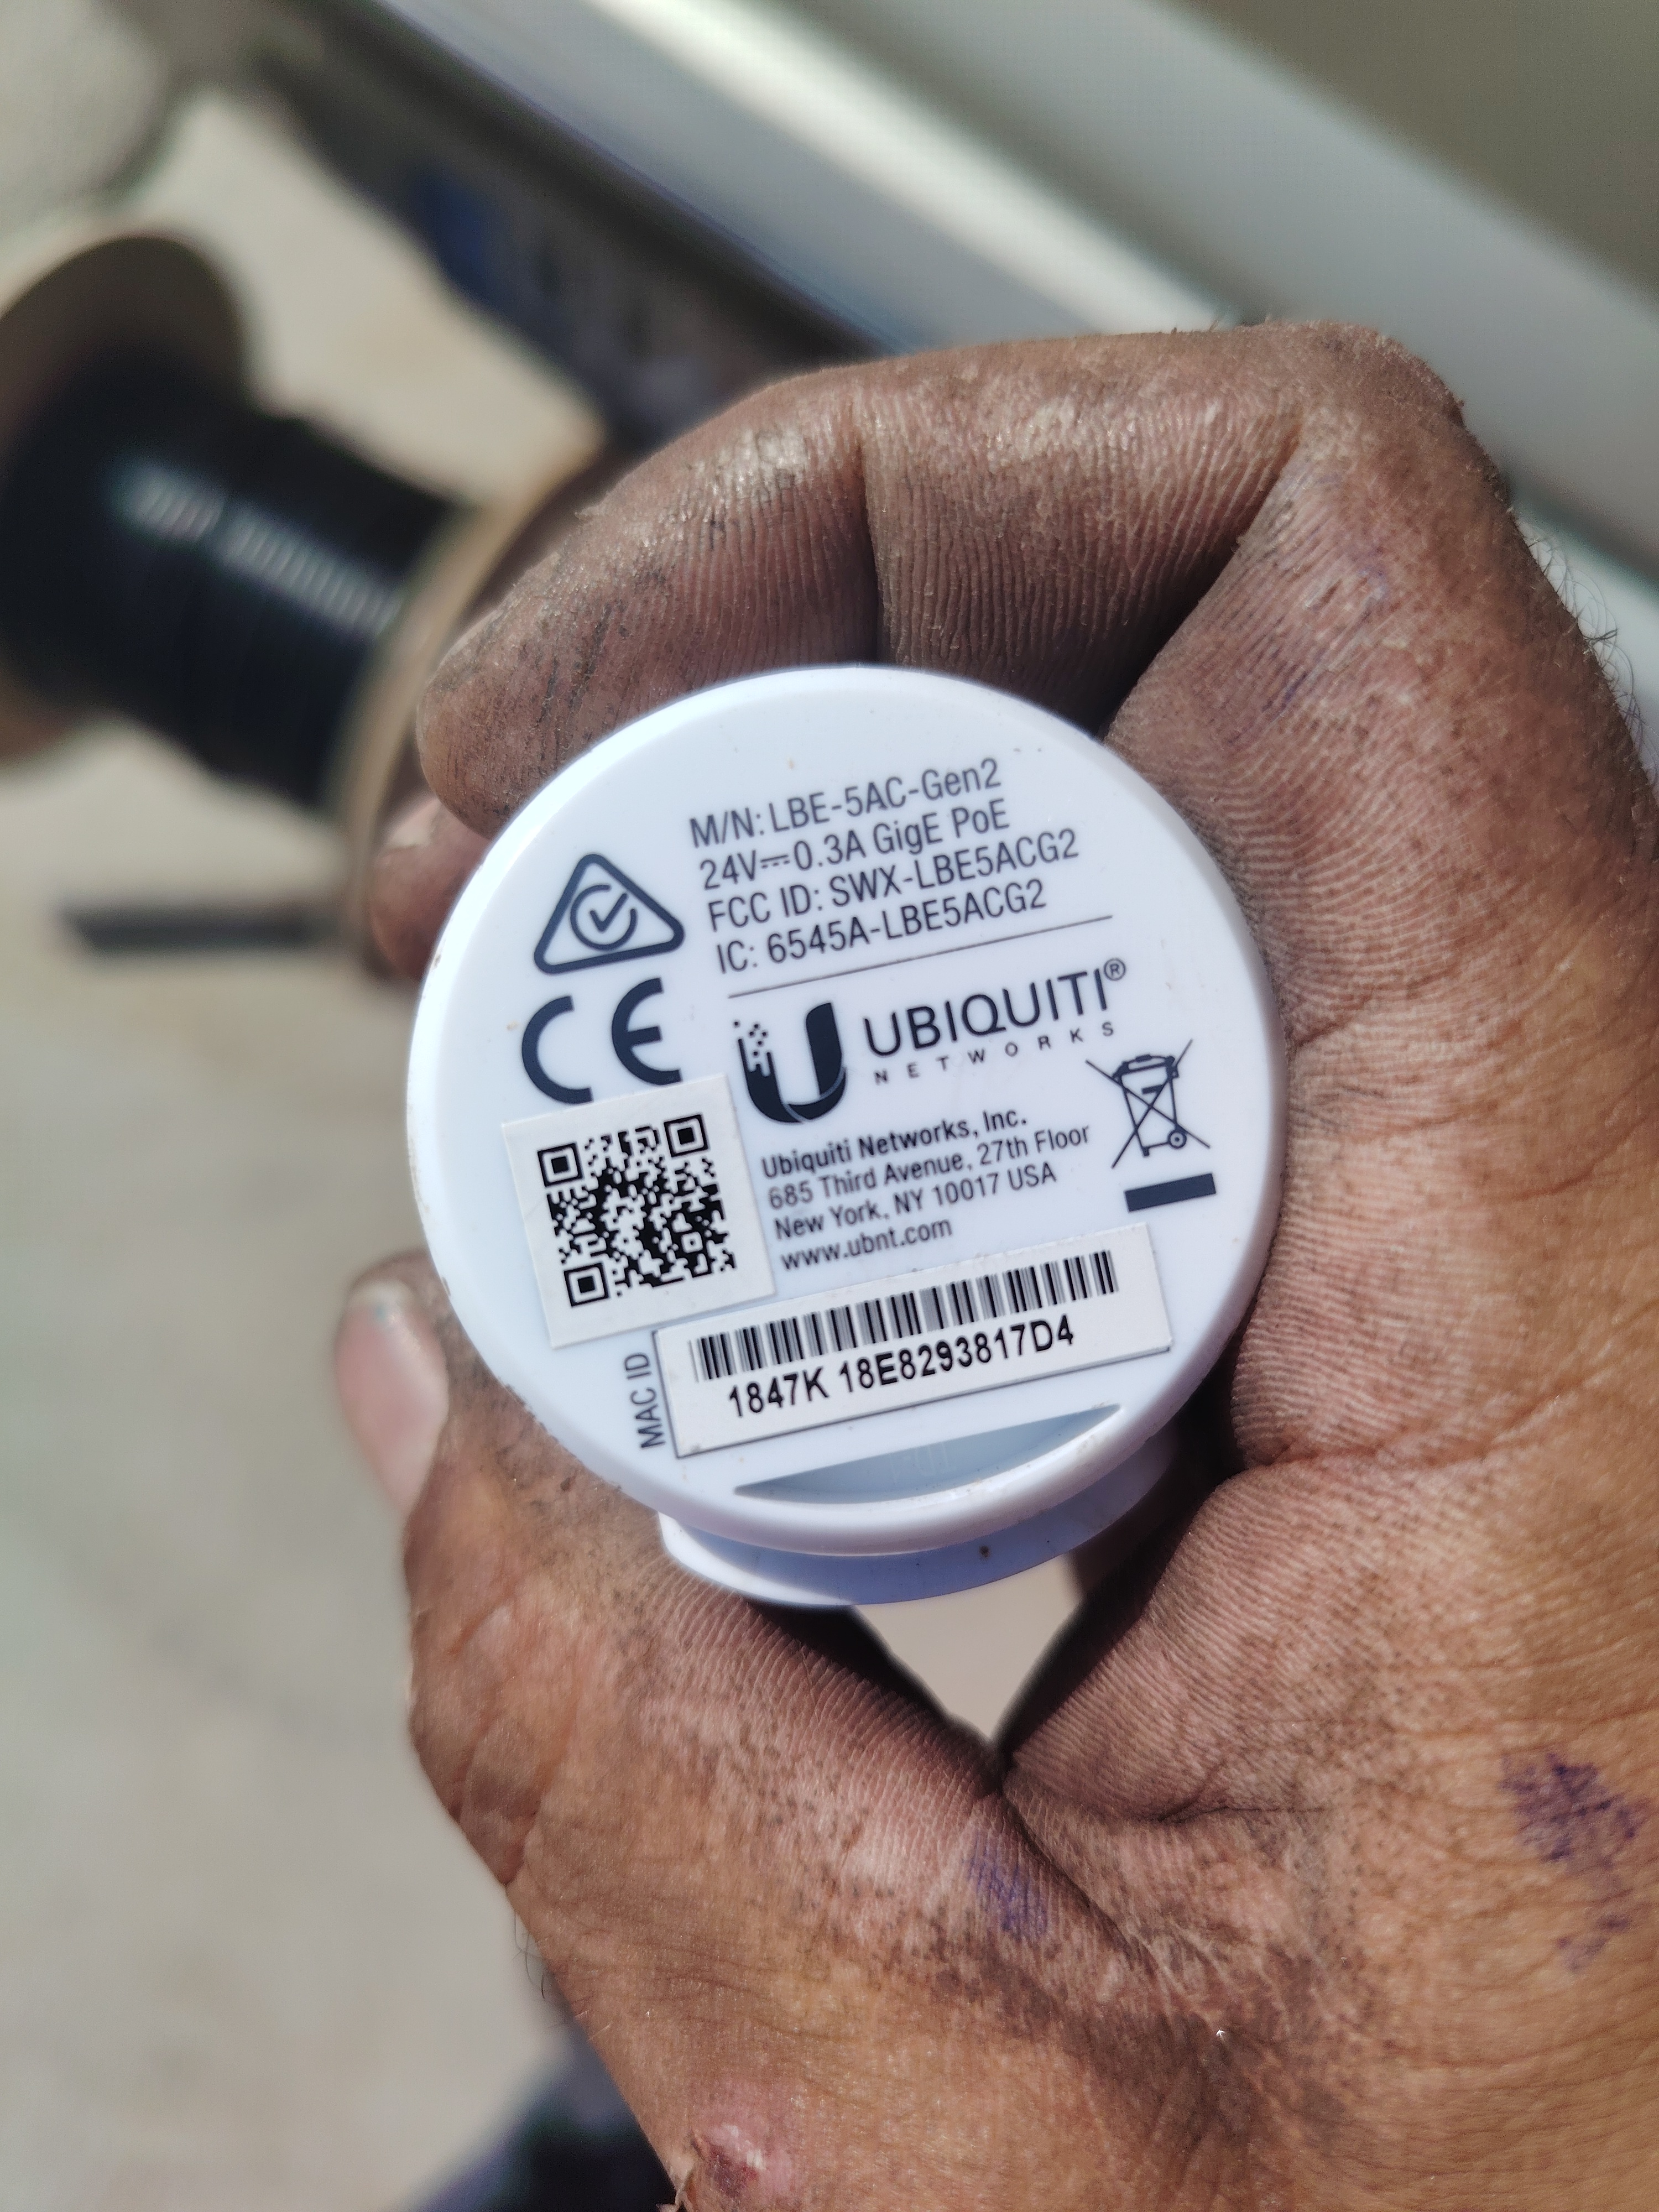 M/N: LBE-5AC-Gen2
24V⎓0.3A GigE PoE
FCC ID: SWX-LBE5ACG2
IC: 6545A-LBE5ACG2
CE
UBIQUITI®
NETWORKS
Ubiquiti Networks, Inc.
685 Third Avenue, 27th Floor
New York, NY 10017 USA
www.ubnt.com
MAC ID
1847K 18E8293817D4